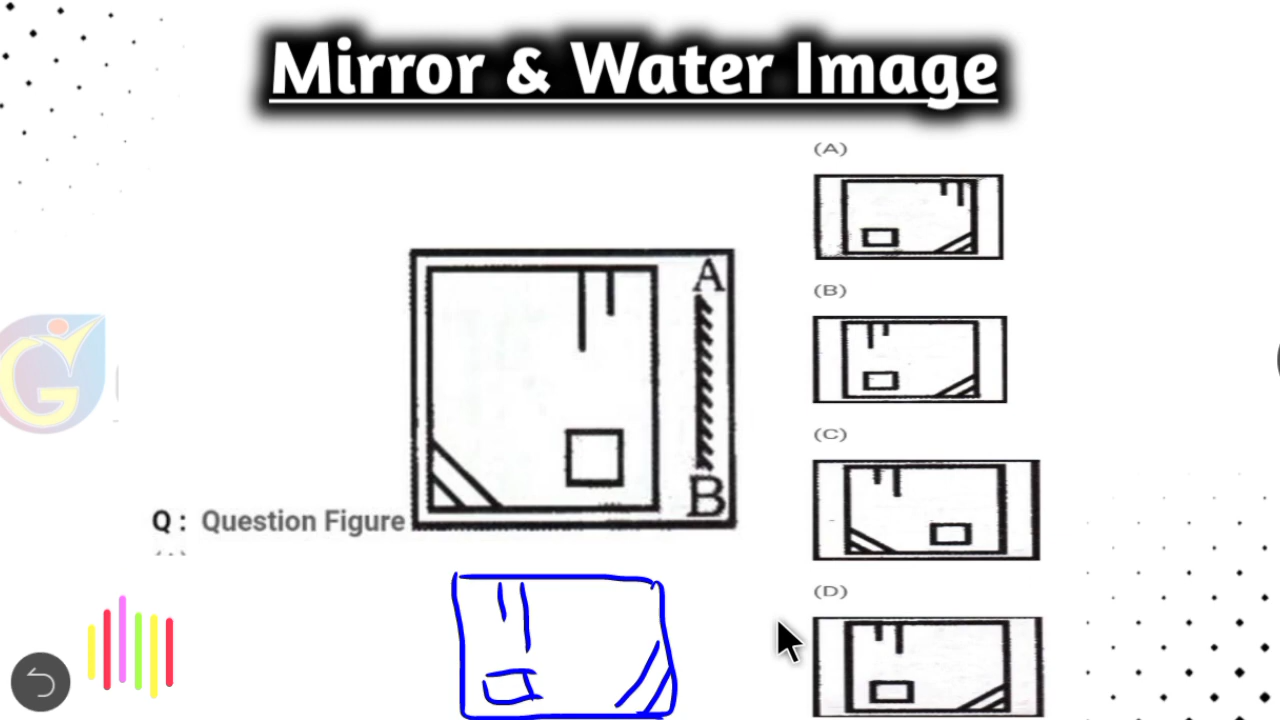 Mirror & Water Image
(A)
A
(B)
(C)
B
Q : Question Figure
(D)
G